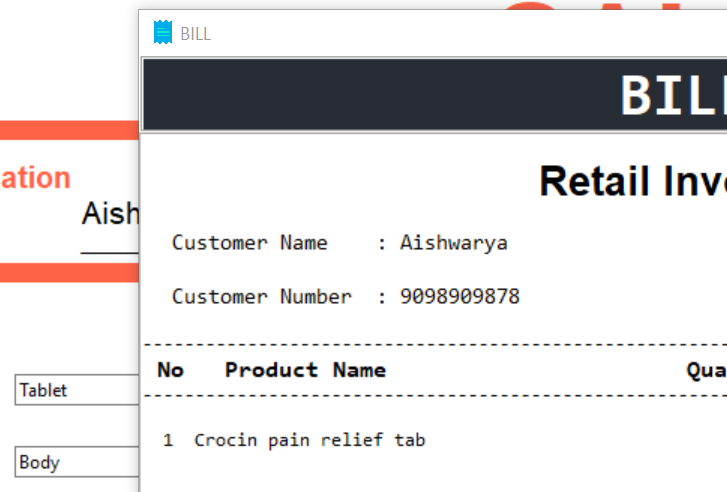 BILL
BILL
Retail Inv
ation
Aish
Customer Name : Aishwarya
Customer Number : 9098909878
No Product Name Qua
Tablet
1 Crocin pain relief tab
Body